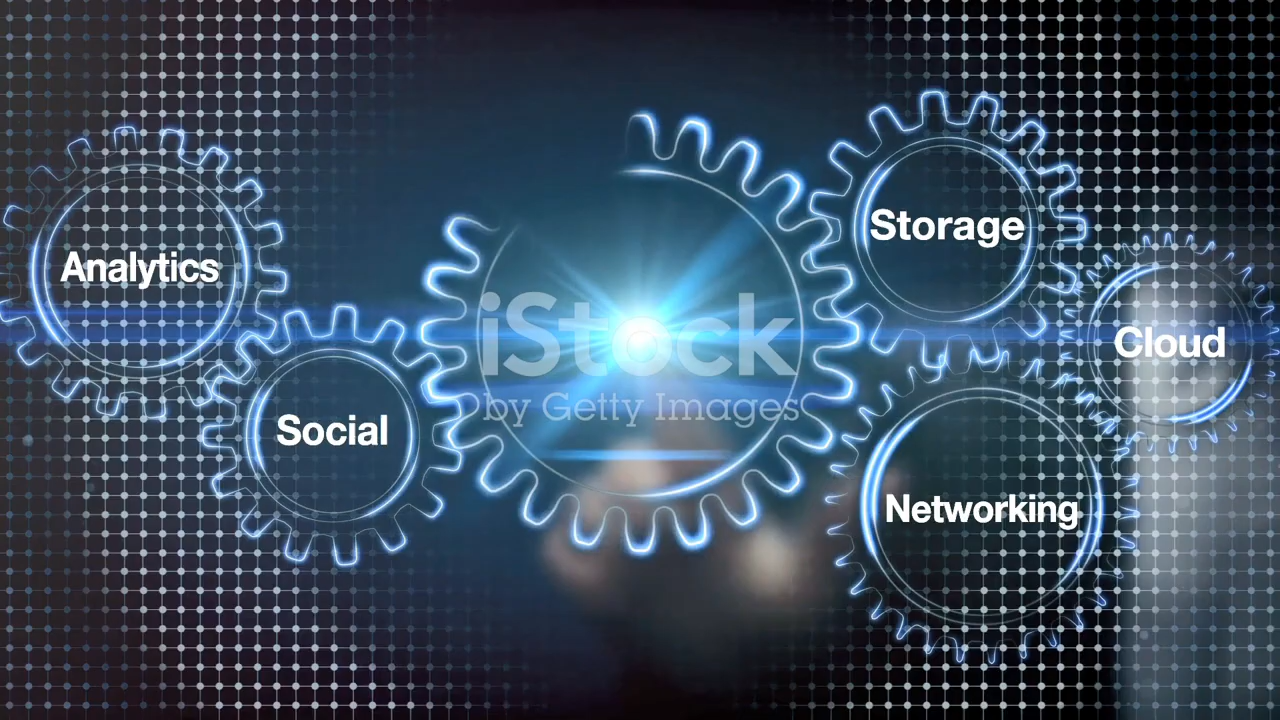 Analytics
Social
iStock
by Getty Images
Storage
Cloud
Networking